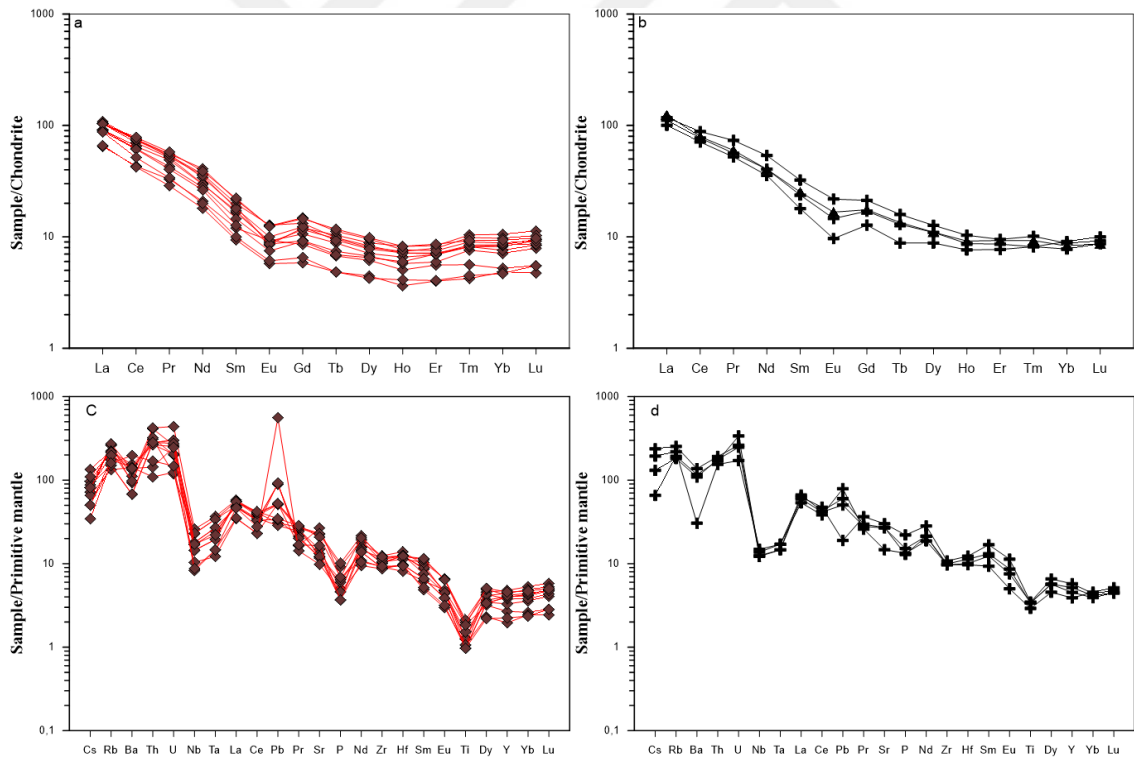 a
1000
100
10
1
Sample/Chondrite
La Ce Pr Nd Sm Eu Gd Tb Dy Ho Er Tm Yb Lu
b
1000
100
10
1
Sample/Chondrite
La Ce Pr Nd Sm Eu Gd Tb Dy Ho Er Tm Yb Lu
C
1000
100
10
1
0,1
Sample/Primitive mantle
Cs Rb Ba Th U Nb Ta La Ce Pb Pr Sr P Nd Zr Hf Sm Eu Ti Dy Y Yb Lu
d
1000
100
10
1
0,1
Sample/Primitive mantle
Cs Rb Ba Th U Nb Ta La Ce Pb Pr Sr P Nd Zr Hf Sm Eu Ti Dy Y Yb Lu